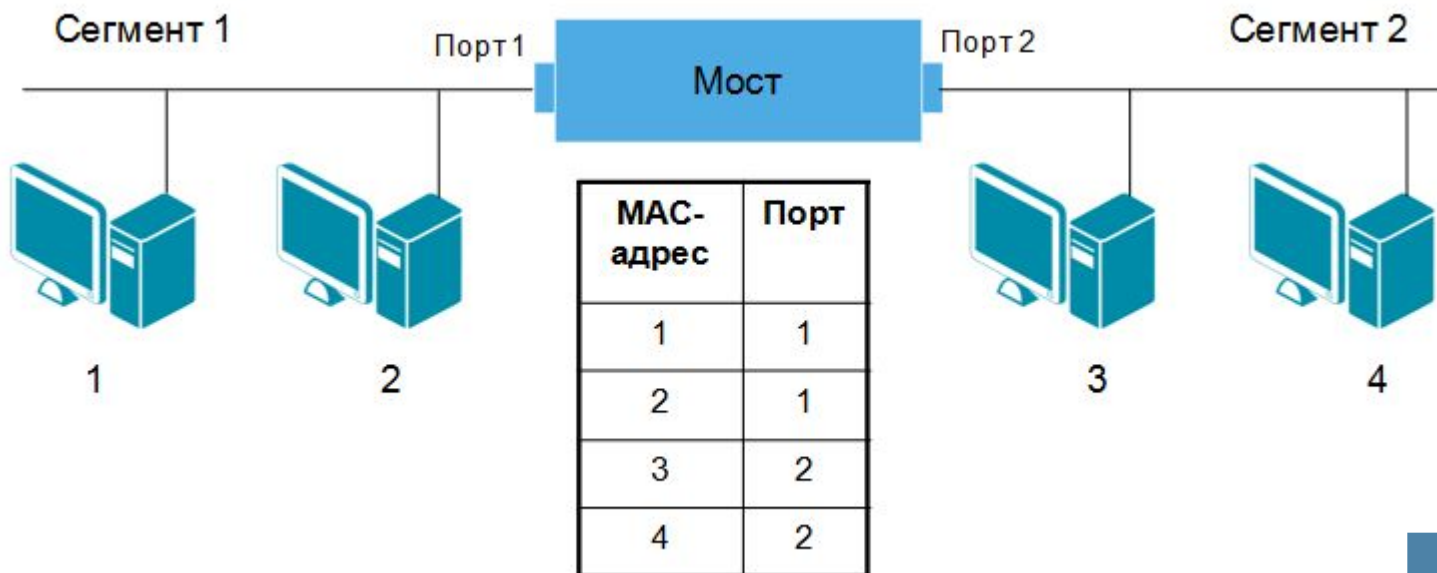 Сегмент 1
Порт 1
Мост
Порт 2
Сегмент 2
MAC-адрес Порт
1 1
2 1
3 2
4 2
1 2 3 4